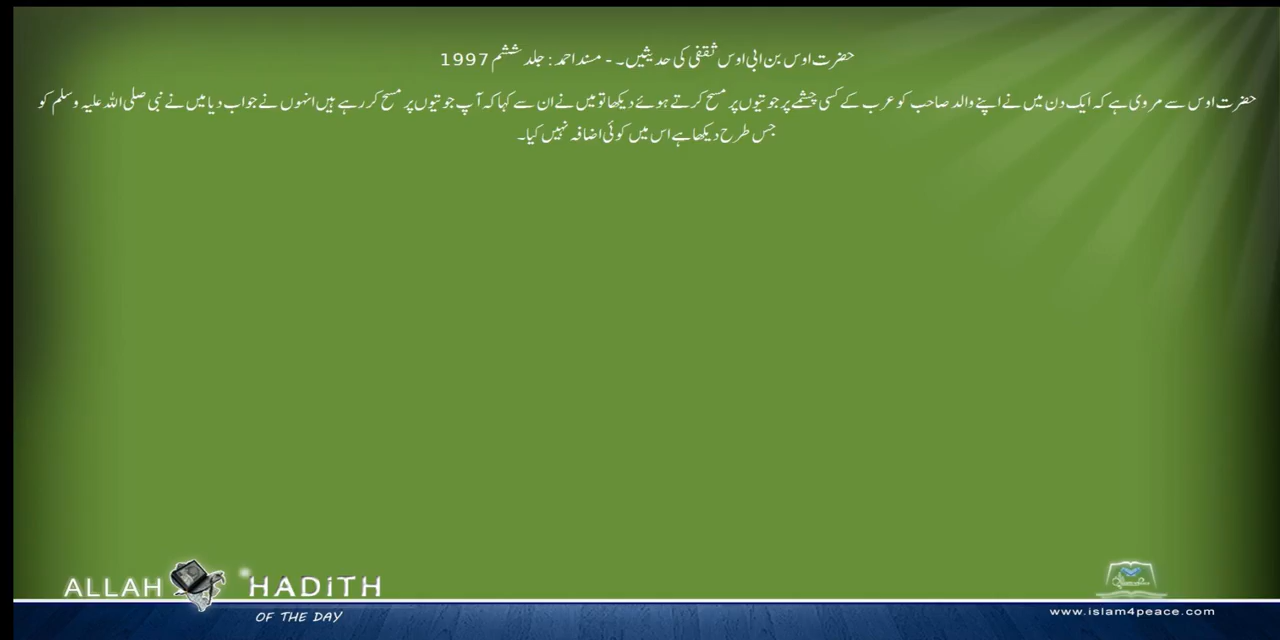 حضرت اوس بن ابی اوس ثقفی کی حدیثیں۔ - مسند احمد : جلد ششم 1997
حضرت اوس سے مروی ہے کہ ایک دن میں نے اپنے والد صاحب کو عرب کے کسی چشمے پر جوتیوں پر مسح کرتے ہوئے دیکھا تو میں نے ان سے کہا کہ آپ جوتیوں پر مسح کر رہے ہیں انہوں نے جواب دیا میں نے نبی صلی اللہ علیہ وسلم کو
جس طرح دیکھا ہے اس میں کوئی اضافہ نہیں کیا۔
ALLAH HADITH
OF THE DAY
www.islam4peace.com